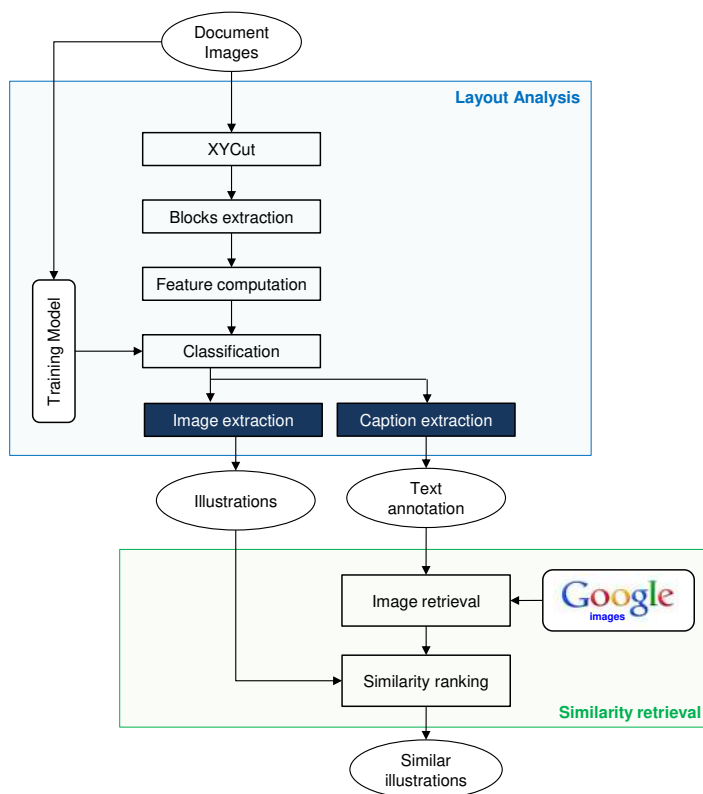 Document
Images
Layout Analysis
XYCut
Blocks extraction
Feature computation
Training Model
Classification
Image extraction
Caption extraction
Illustrations
Text
annotation
Image retrieval
Google
images
Similarity ranking
Similarity retrieval
Similar
illustrations